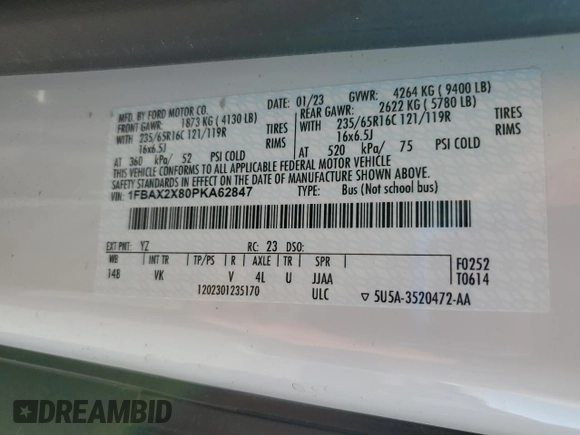 MFD. BY FORD MOTOR CO. DATE: 01/23 GVWR: 4264 KG ( 9400 LB)
FRONT GAWR: 1873 KG ( 4130 LB) REAR GAWR: 2622 KG ( 5780 LB)
WITH 235/65R16C 121/119R TIRES WITH 235/65R16C 121/119R TIRES
16x6.5J RIMS 16x6.5J RIMS
AT 360 kPa/ 52 PSI COLD AT 520 kPa/ 75 PSI COLD
THIS VEHICLE CONFORMS TO ALL APPLICABLE FEDERAL MOTOR VEHICLE
SAFETY STANDARDS IN EFFECT ON THE DATE OF MANUFACTURE SHOWN ABOVE.
VIN: 1FBAX2X80PKA62847 TYPE: Bus (Not school bus)
EXT PNT: YZ RC: 23 DSO:
WB INT TR TP/PS R AXLE TR SPR F0252
148 VK V 4L U JJAA T0614
1202301235170 ULC ▽ 5U5A-3520472-AA
DREAMBID